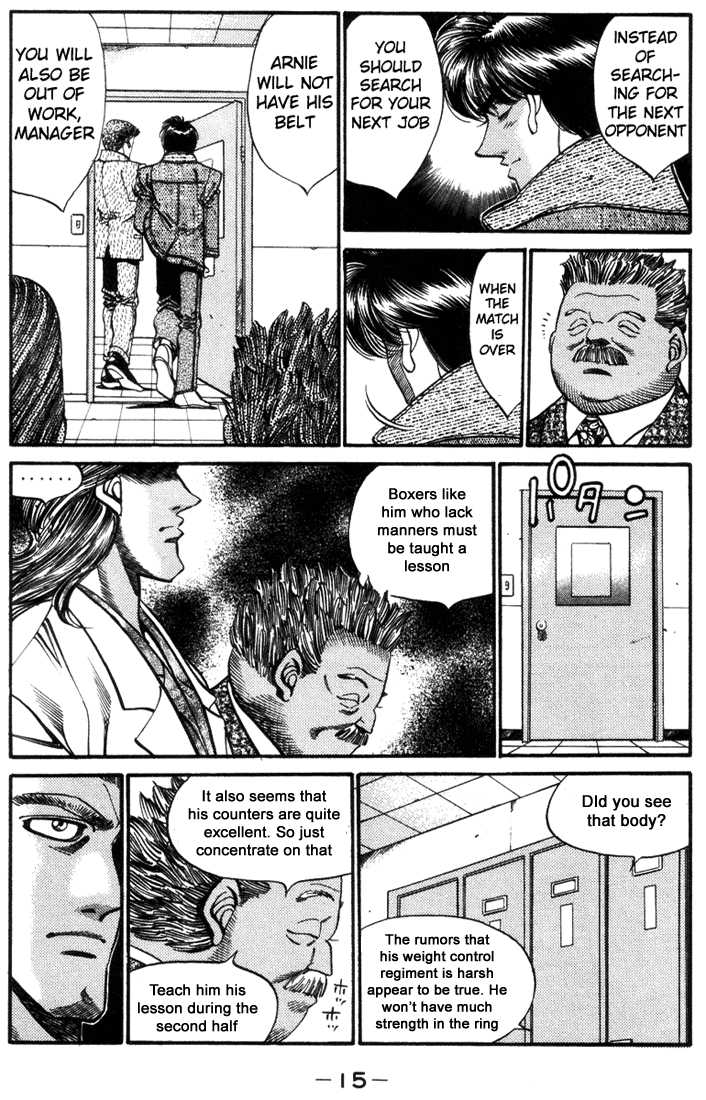 INSTEAD
OF
SEARCH-
ING FOR
THE NEXT
OPPONENT
YOU
SHOULD
SEARCH
FOR YOUR
NEXT JOB
ARNIE
WILL NOT
HAVE HIS
BELT
YOU WILL
ALSO BE
OUT OF
WORK,
MANAGER
WHEN
THE
MATCH
IS
OVER
Boxers like
him who lack
manners must
be taught a
lesson
......
DId you see
that body?
The rumors that
his weight control
regiment is harsh
appear to be true. He
won't have much
strength in the ring
It also seems that
his counters are quite
excellent. So just
concentrate on that
Teach him his
lesson during the
second half
ホッ
ホッ
-15-